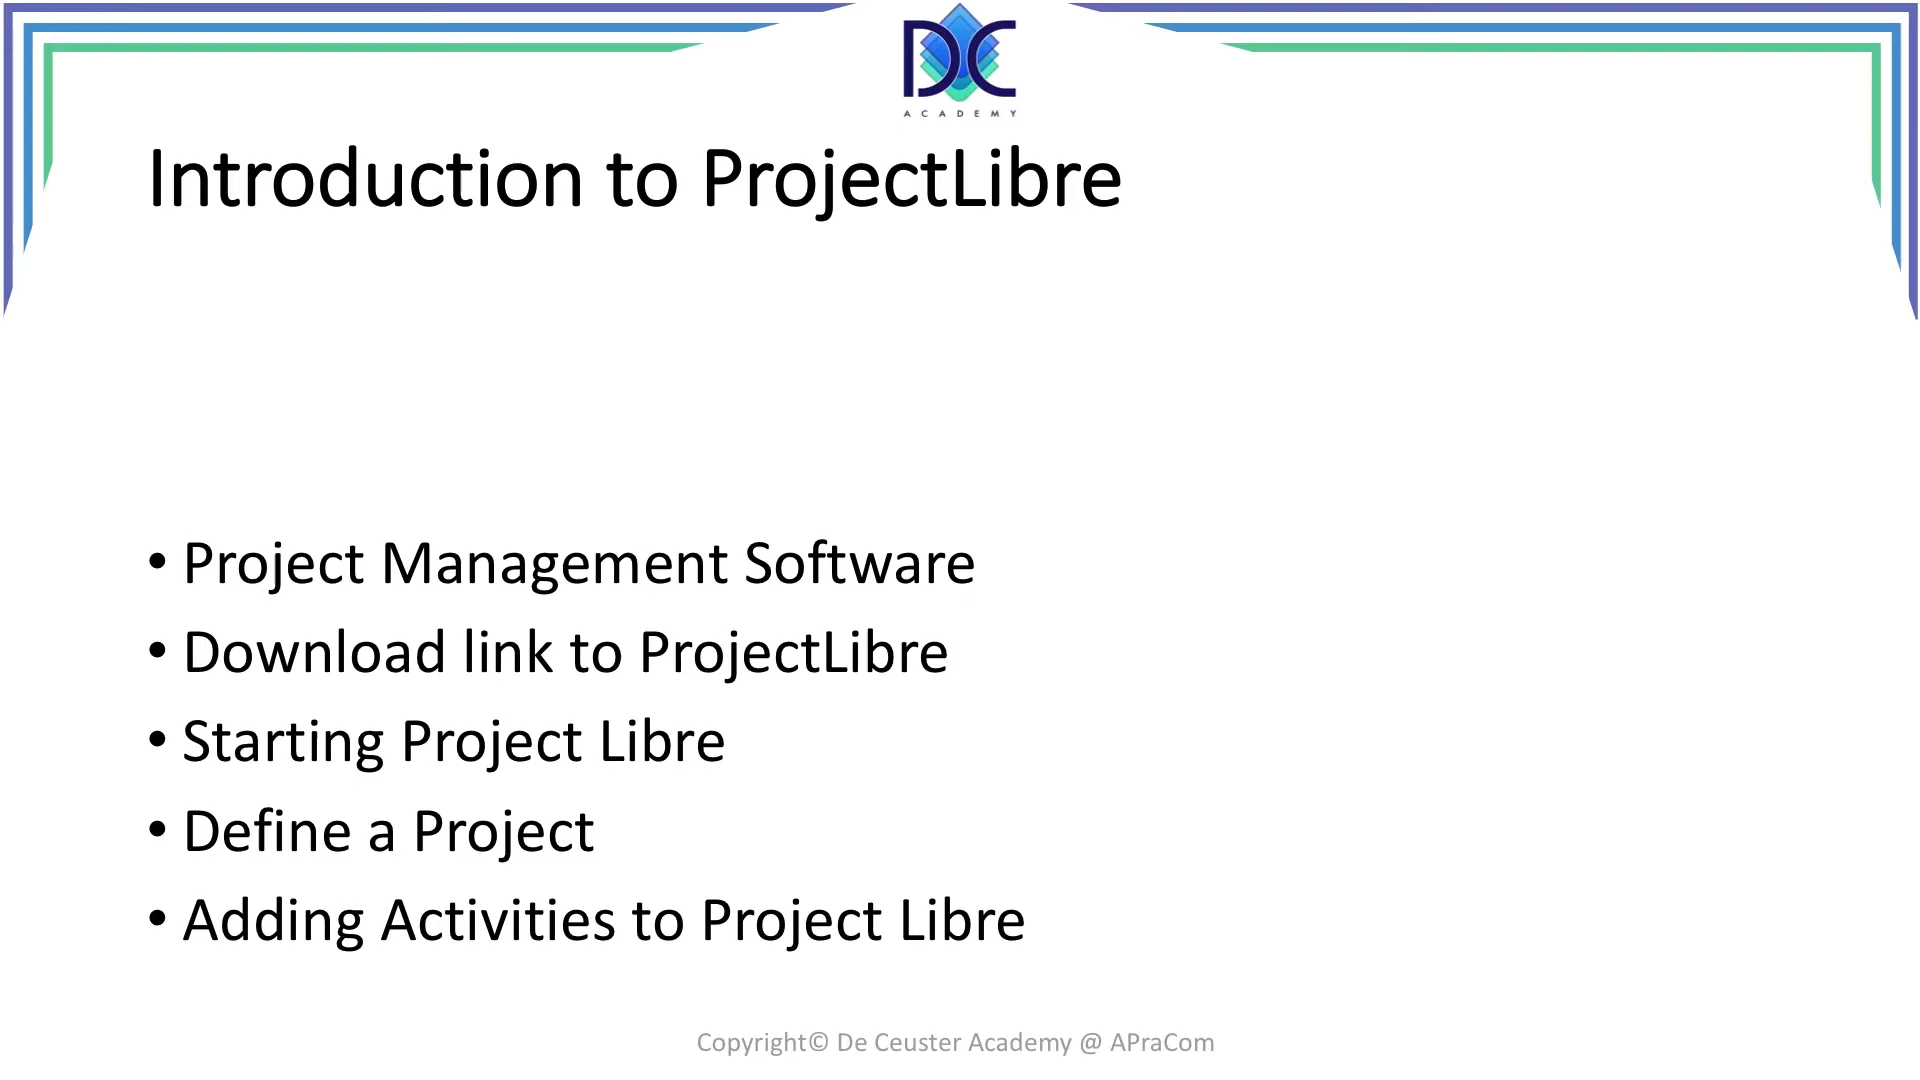 DC
ACADEMY
Introduction to ProjectLibre
• Project Management Software
• Download link to ProjectLibre
• Starting Project Libre
• Define a Project
• Adding Activities to Project Libre
Copyright© De Ceuster Academy @ APraCom